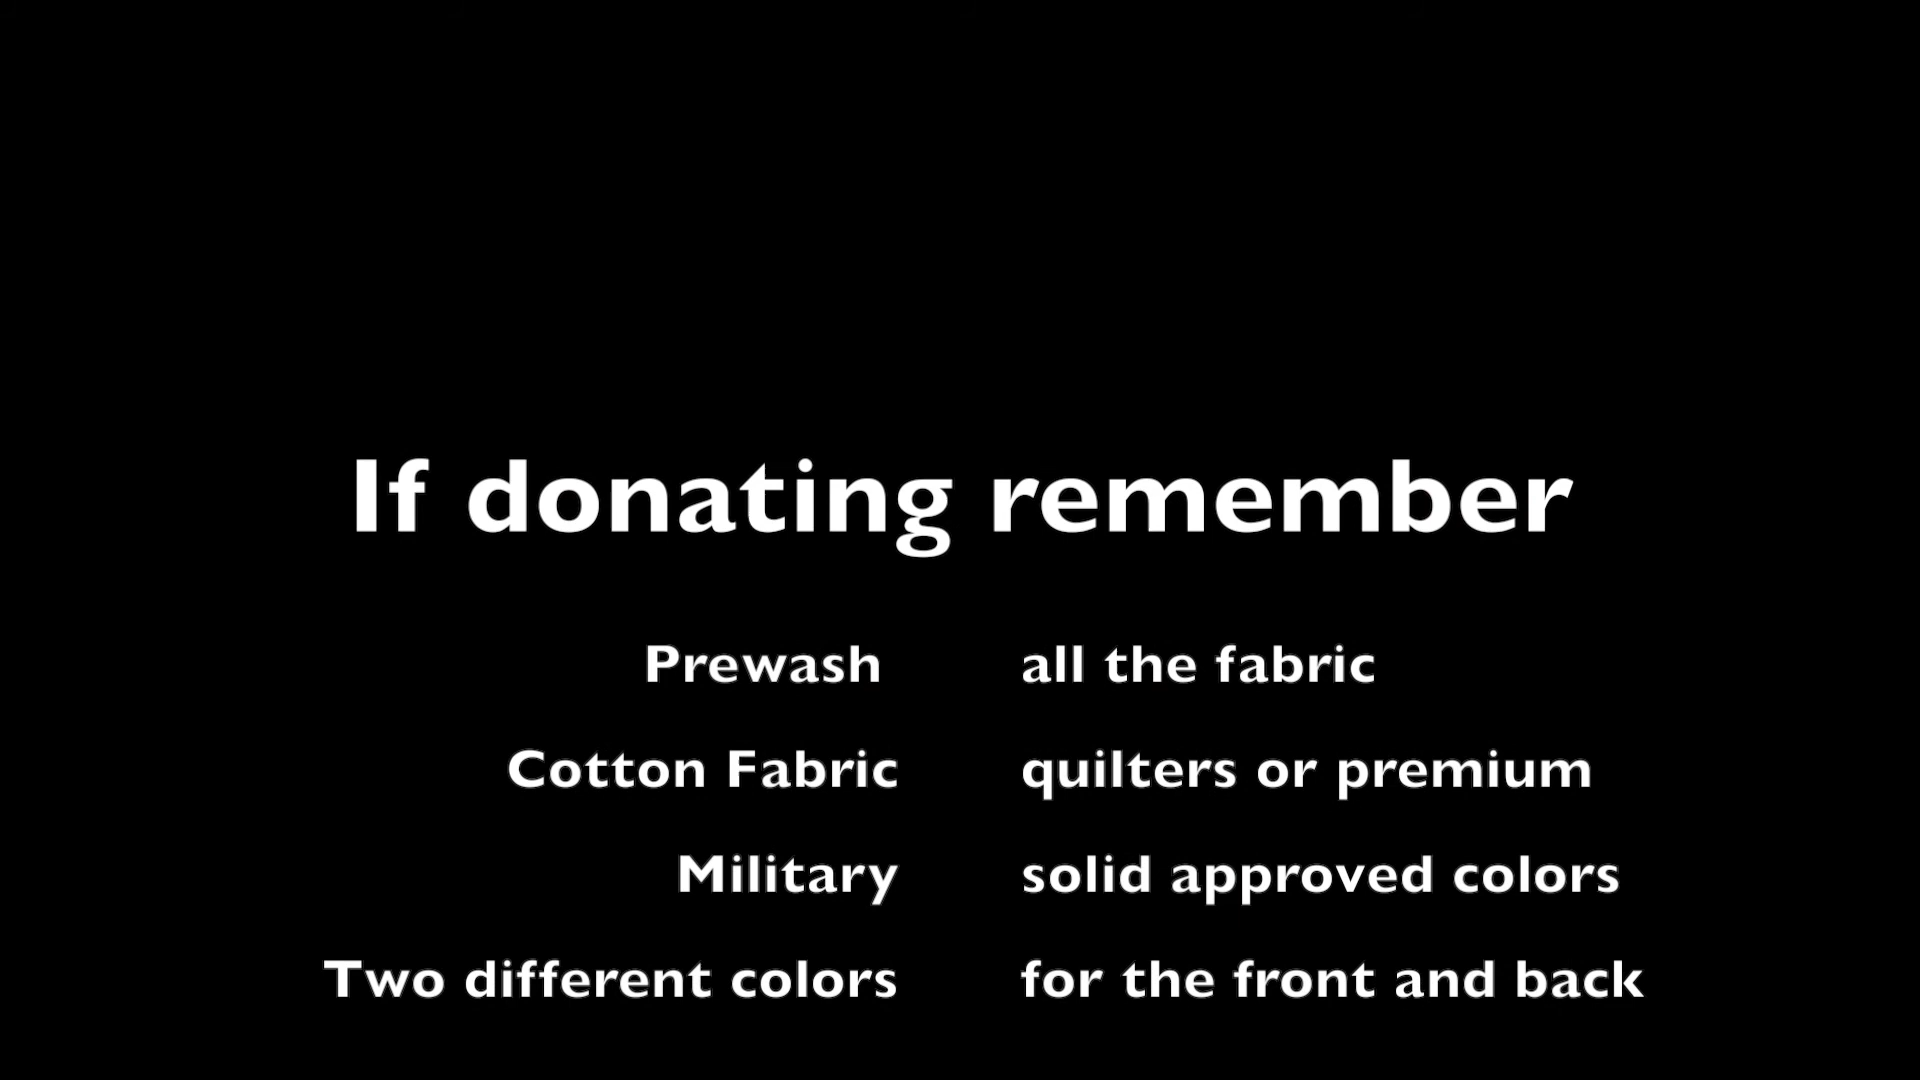 If donating remember
Prewash all the fabric
Cotton Fabric quilters or premium
Military solid approved colors
Two different colors for the front and back